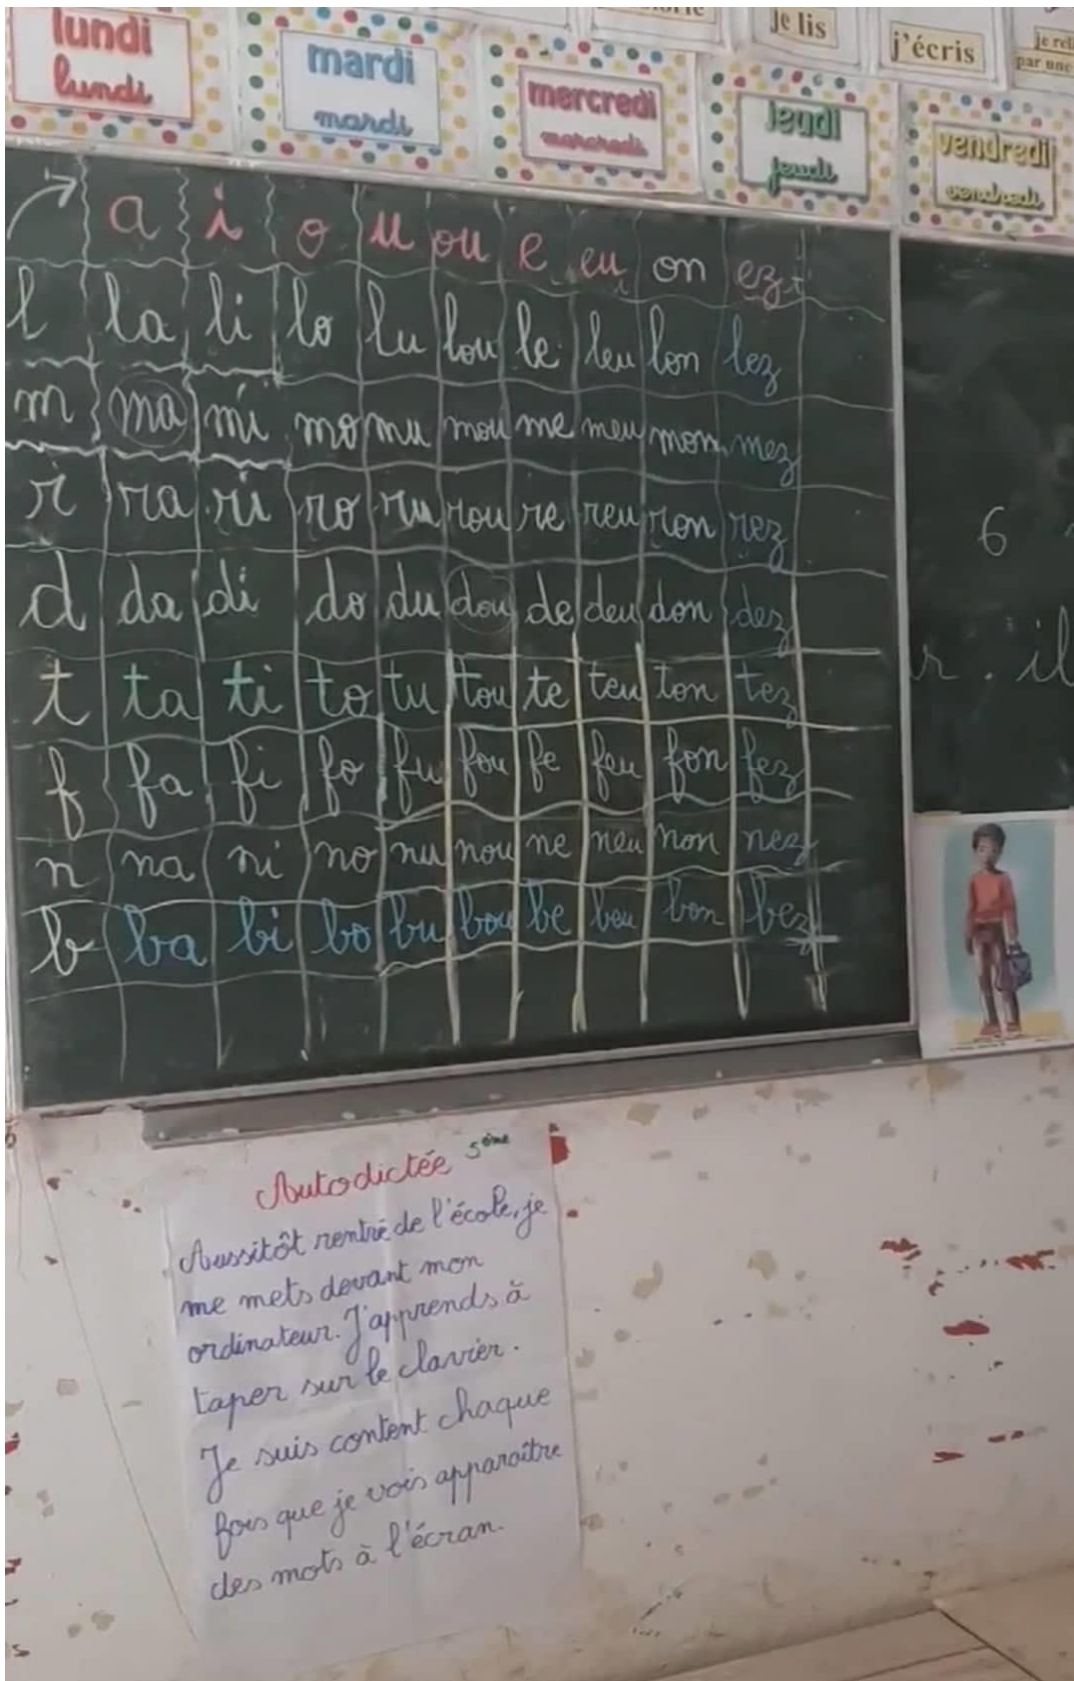 je lis
j'écris
par une
lundi
lundi
mardi
mardi
mercredi
mercredi
jeudi
jeudi
vendredi
vendredi
a i o u ou e eu on ez
l la li lo lu lou le leu lon lez
m ma mi mo mu mou me meu mon mez
r ra ri ro ru rou re reu ron rez
d da di do du dou de deu don dez
t ta ti to tu tou te teu ton tez
f fa fi fo fu fou fe feu fon fez
n na ni no nu nou ne neu non nez
b ba bi bo bu bou be beu bon bez
6
r. il
Autodictée 5ème
Aussitôt rentré de l'école, je
me mets devant mon
ordinateur. J'apprends à
taper sur le clavier.
Je suis content chaque
fois que je vois apparaître
des mots à l'écran.